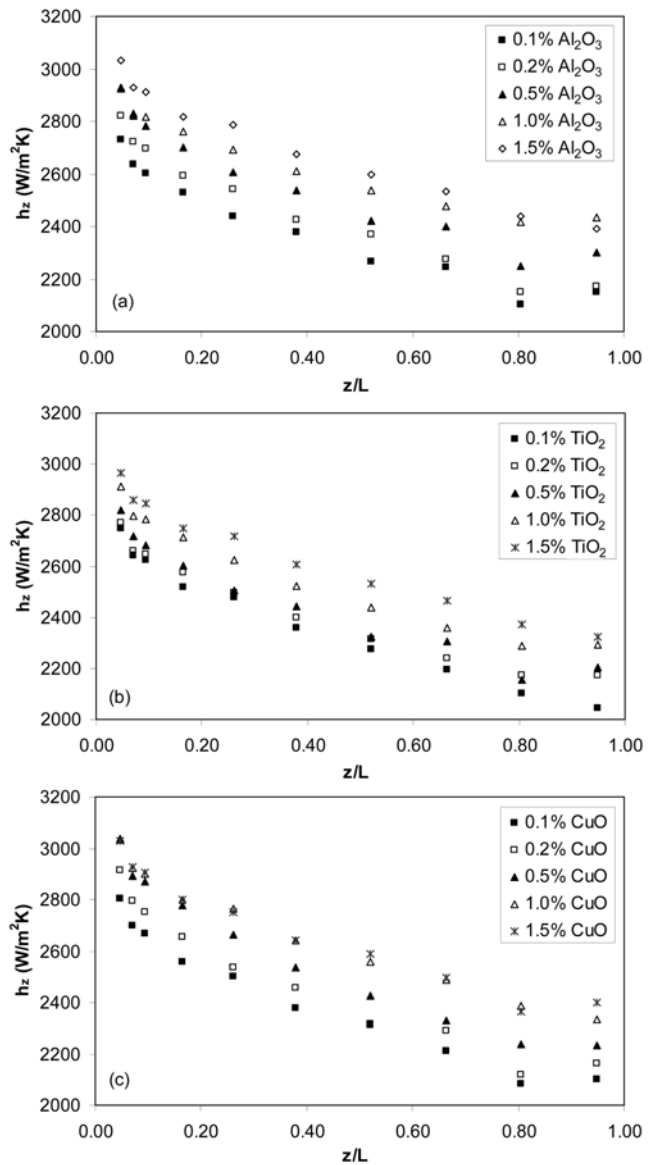 3200
3000
2800
2600
2400
2200
2000
h_z (W/m²K)
0.1% Al₂O₃
0.2% Al₂O₃
0.5% Al₂O₃
1.0% Al₂O₃
1.5% Al₂O₃
(a)
0.00 0.20 0.40 0.60 0.80 1.00
z/L
3200
3000
2800
2600
2400
2200
2000
h_z (W/m²K)
0.1% TiO₂
0.2% TiO₂
0.5% TiO₂
1.0% TiO₂
1.5% TiO₂
(b)
0.00 0.20 0.40 0.60 0.80 1.00
z/L
3200
3000
2800
2600
2400
2200
2000
h_z (W/m²K)
0.1% CuO
0.2% CuO
0.5% CuO
1.0% CuO
1.5% CuO
(c)
0.00 0.20 0.40 0.60 0.80 1.00
z/L